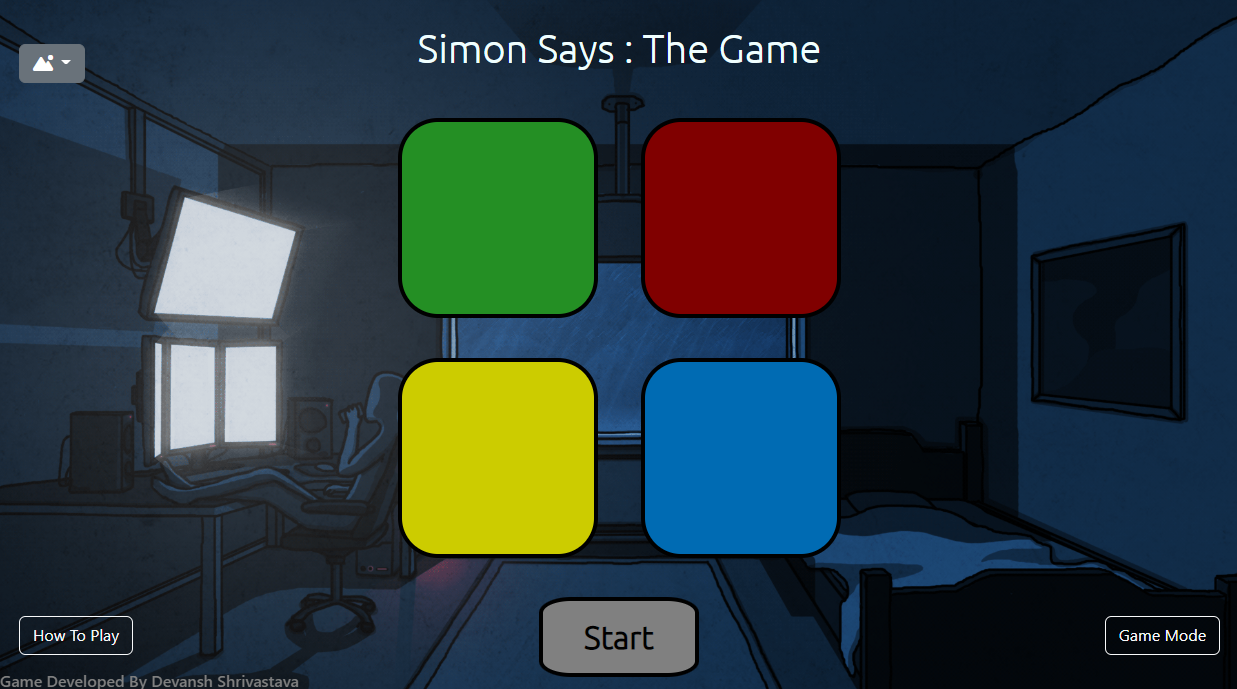 Simon Says : The Game
Start
How To Play
Game Mode
Game Developed By Devansh Shrivastava